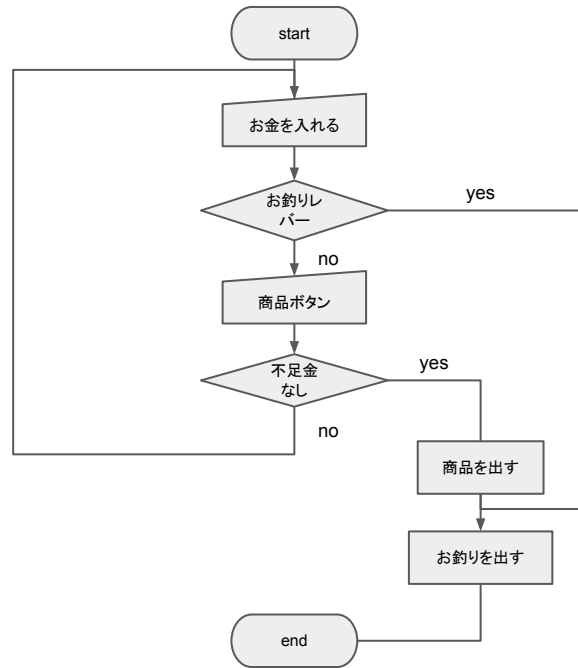 start
お金を入れる
お釣りレ
バー
yes
no
商品ボタン
不足金
なし
yes
no
商品を出す
お釣りを出す
end